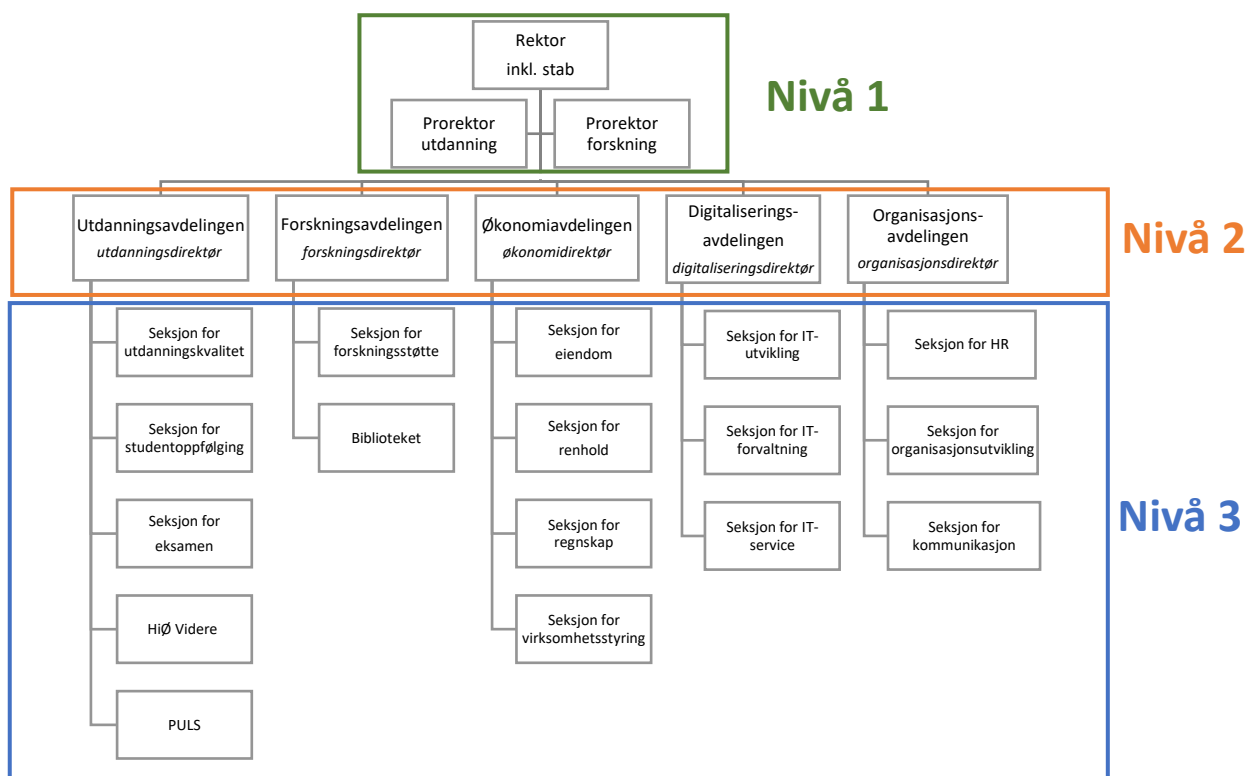 Rektor
inkl. stab
Nivå 1
Prorektor
utdanning
Prorektor
forskning
Utdanningsavdelingen
utdanningsdirektør
Forskningsavdelingen
forskningsdirektør
Økonomiavdelingen
økonomidirektør
Digitaliserings-
avdelingen
digitaliseringsdirektør
Organisasjons-
avdelingen
organisasjonsdirektør
Nivå 2
Seksjon for
utdanningskvalitet
Seksjon for
studentoppfølging
Seksjon for
eksamen
HiØ Videre
PULS
Seksjon for
forskningsstøtte
Biblioteket
Seksjon for
eiendom
Seksjon for
renhold
Seksjon for
regnskap
Seksjon for
virksomhetsstyring
Seksjon for IT-
utvikling
Seksjon for IT-
forvaltning
Seksjon for IT-
service
Seksjon for HR
Seksjon for
organisasjonsutvikling
Seksjon for
kommunikasjon
Nivå 3